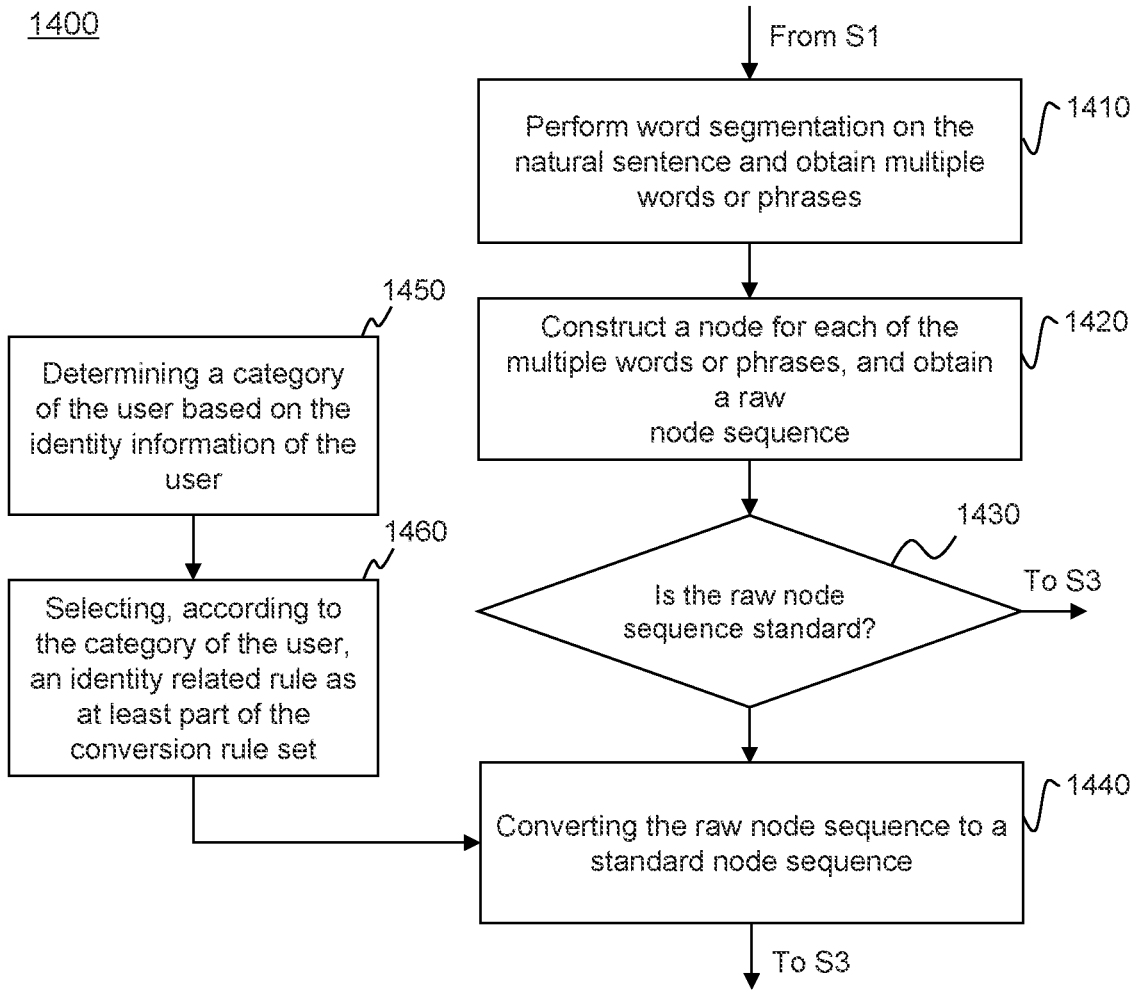 1400
From S1
1410
Perform word segmentation on the
natural sentence and obtain multiple
words or phrases
1450
1420
Construct a node for each of the
multiple words or phrases, and obtain
a raw
node sequence
Determining a category
of the user based on the
identity information of the
user
1430
1460
To S3
Is the raw node
sequence standard?
Selecting, according to
the category of the user,
an identity related rule as
at least part of the
conversion rule set
1440
Converting the raw node sequence to a
standard node sequence
To S3